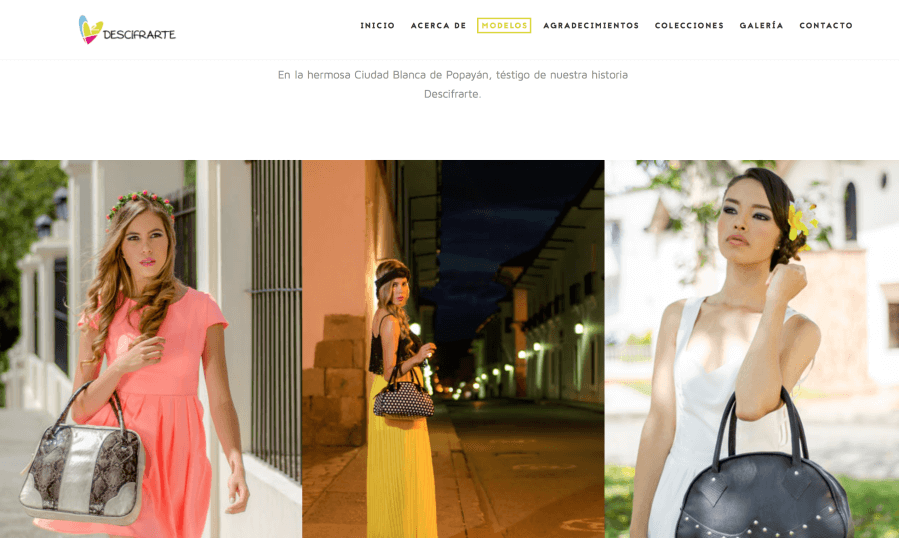 DESCIFRARTE
INICIO ACERCA DE MODELOS AGRADECIMIENTOS COLECCIONES GALERÍA CONTACTO
En la hermosa Ciudad Blanca de Popayán, téstigo de nuestra historia
Descifrarte.